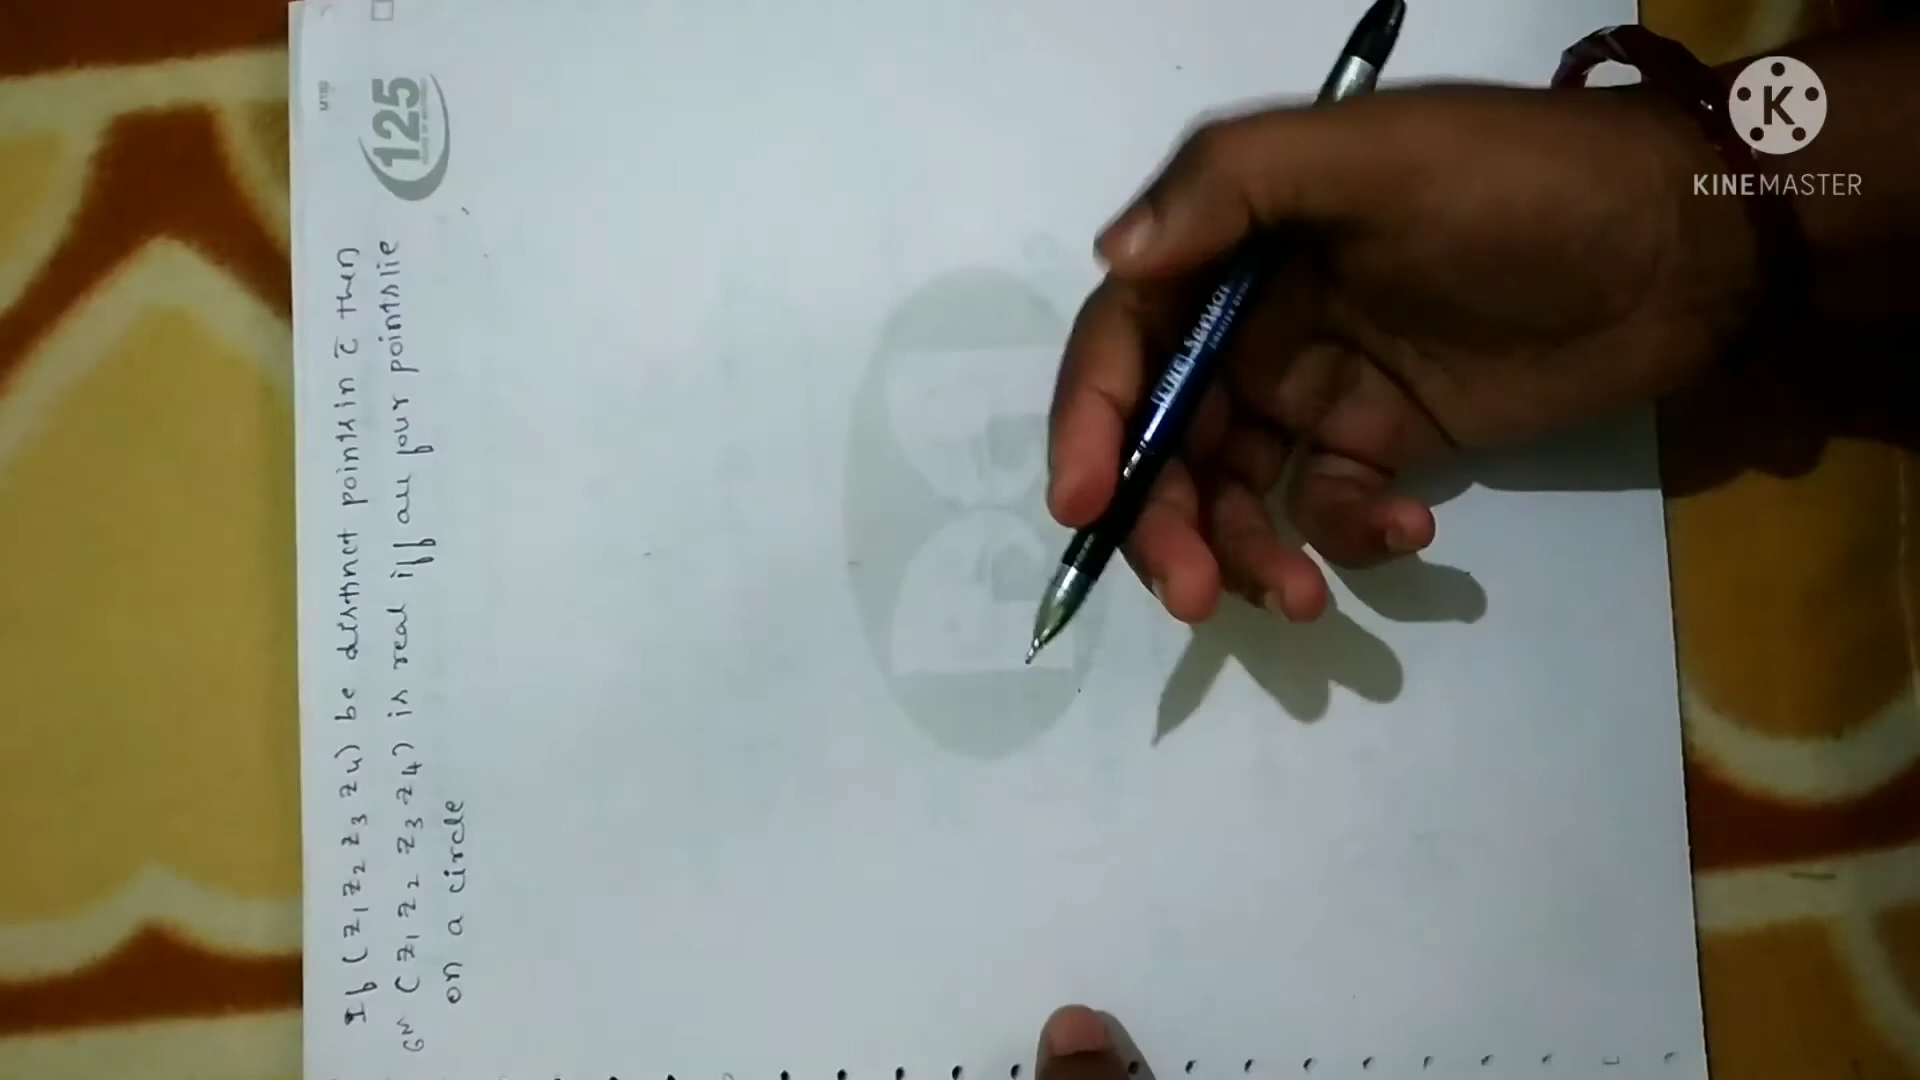 If (z1 z2 z3 z4) be distinct points in C̄ then
(z1 z2 z3 z4) is real iff all four points lie
on a circle
125
KINEMASTER